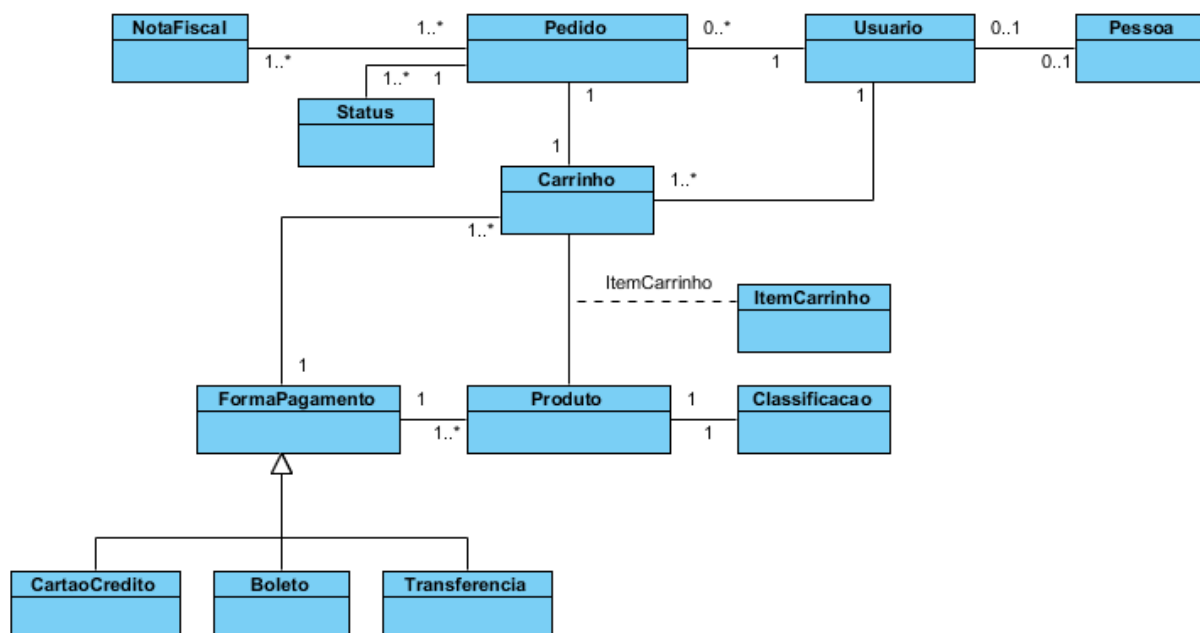 NotaFiscal
1..*
1..*
Pedido
0..*
1
Usuario
0..1
0..1
Pessoa
1..*
1
Status
1
1
1
Carrinho
1..*
1..*
ItemCarrinho
ItemCarrinho
1
FormaPagamento
1
1..*
Produto
1
1
Classificacao
CartaoCredito
Boleto
Transferencia